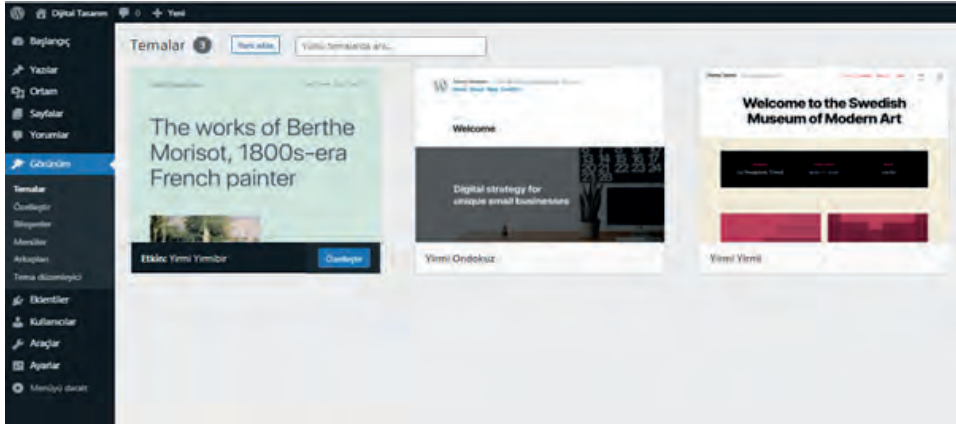 Dijital Tasarım 0 + Yeni
Başlangıç
Yazılar
Ortam
Sayfalar
Yorumlar
Görünüm
Temalar
Özelleştir
Bileşenler
Menüler
Arkaplan
Tema düzenleyici
Eklentiler
Kullanıcılar
Araçlar
Ayarlar
Menüyü daralt
Temalar 3 Yeni ekle
The works of Berthe
Morisot, 1800s-era
French painter
Etkin: Yirmi Yirmibir Özelleştir
Welcome
Digital strategy for
unique small businesses
Yirmi Ondokuz
Welcome to the Swedish
Museum of Modern Art
Yirmi Yirmi